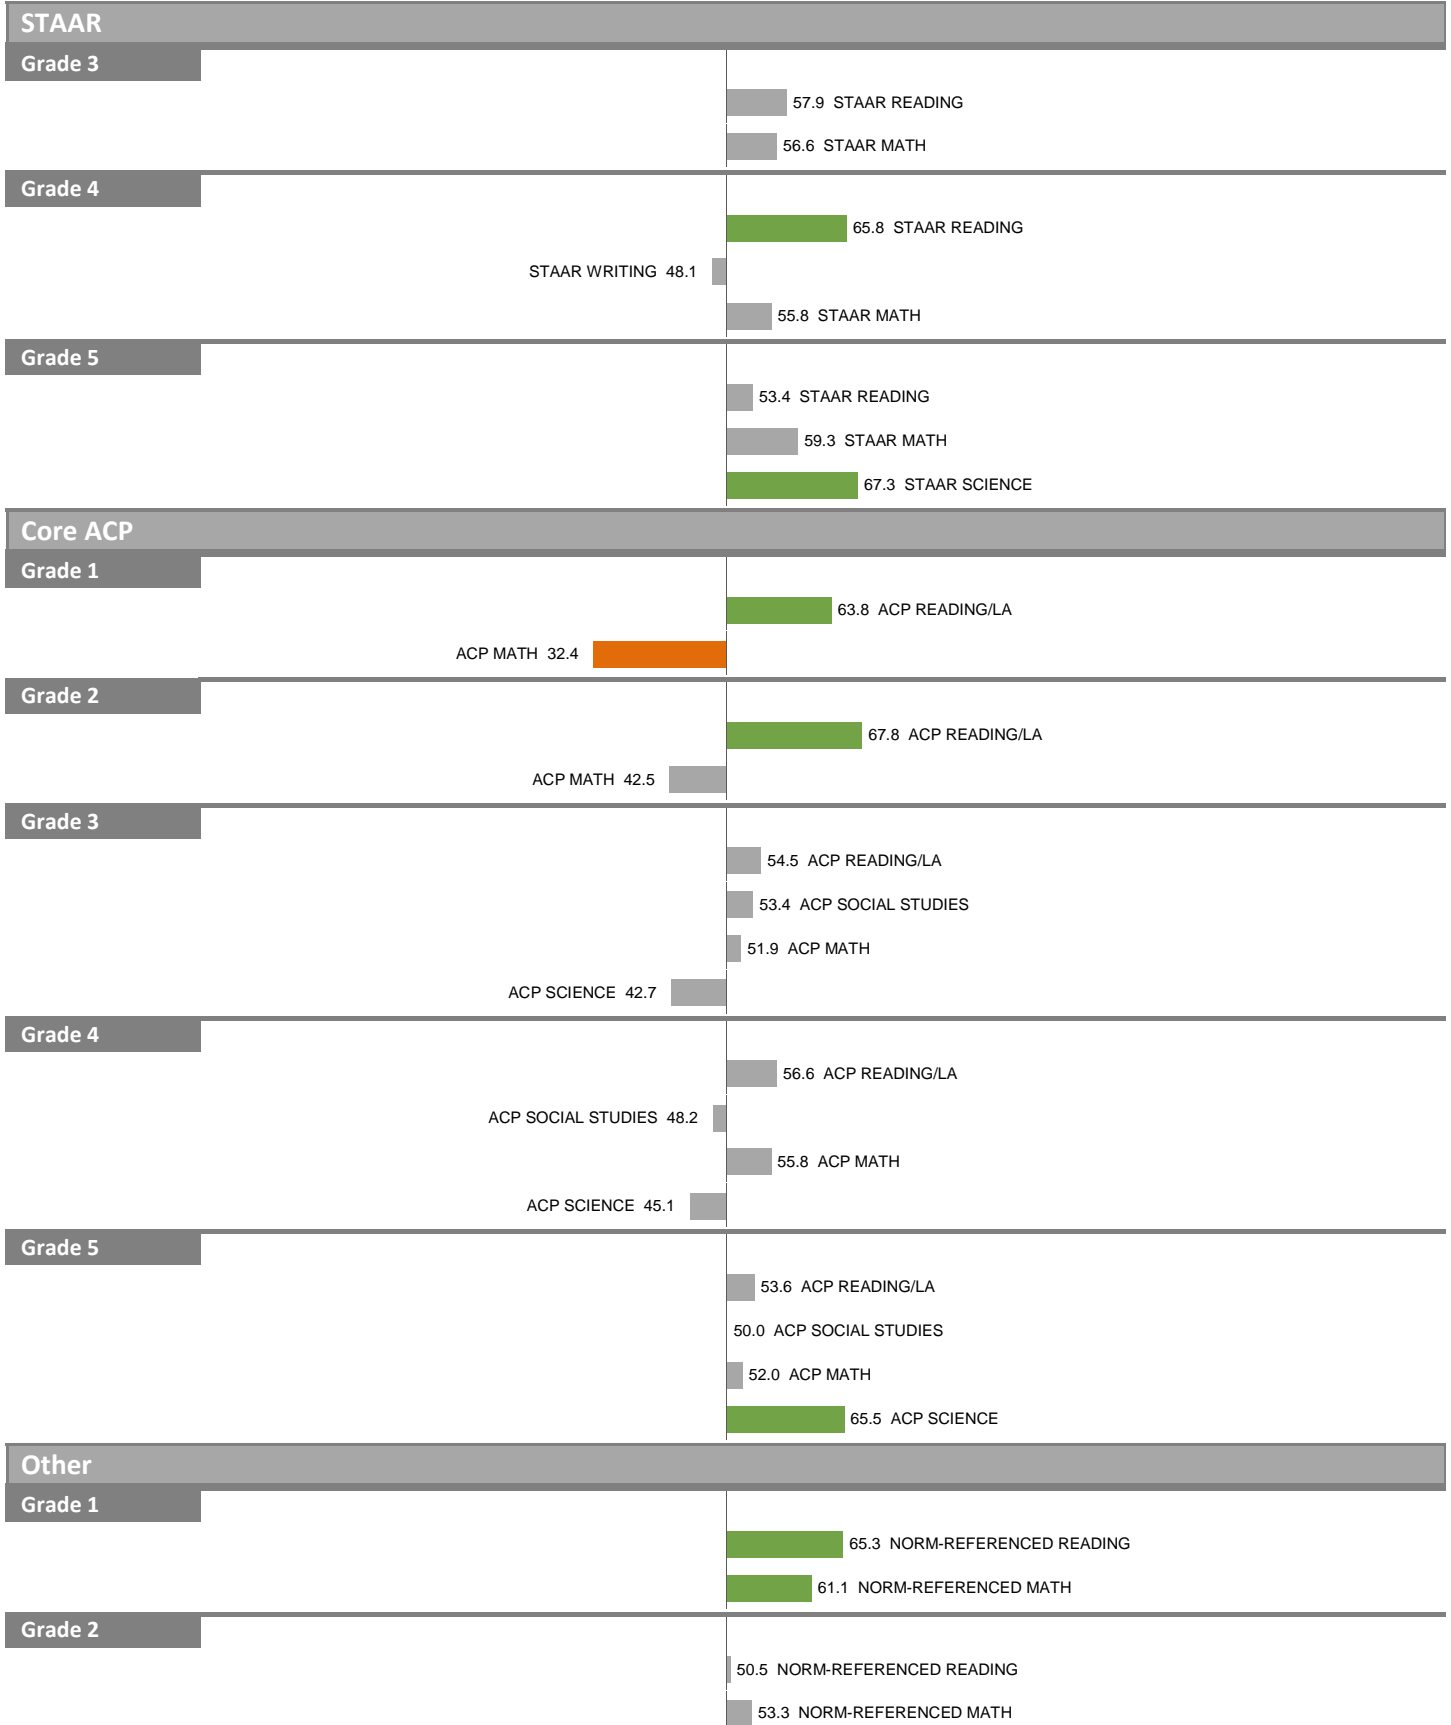 STAAR
Grade 3
57.9 STAAR READING
56.6 STAAR MATH
Grade 4
65.8 STAAR READING
STAAR WRITING 48.1
55.8 STAAR MATH
Grade 5
53.4 STAAR READING
59.3 STAAR MATH
67.3 STAAR SCIENCE
Core ACP
Grade 1
63.8 ACP READING/LA
ACP MATH 32.4
Grade 2
67.8 ACP READING/LA
ACP MATH 42.5
Grade 3
54.5 ACP READING/LA
53.4 ACP SOCIAL STUDIES
51.9 ACP MATH
ACP SCIENCE 42.7
Grade 4
56.6 ACP READING/LA
ACP SOCIAL STUDIES 48.2
55.8 ACP MATH
ACP SCIENCE 45.1
Grade 5
53.6 ACP READING/LA
50.0 ACP SOCIAL STUDIES
52.0 ACP MATH
65.5 ACP SCIENCE
Other
Grade 1
65.3 NORM-REFERENCED READING
61.1 NORM-REFERENCED MATH
Grade 2
50.5 NORM-REFERENCED READING
53.3 NORM-REFERENCED MATH